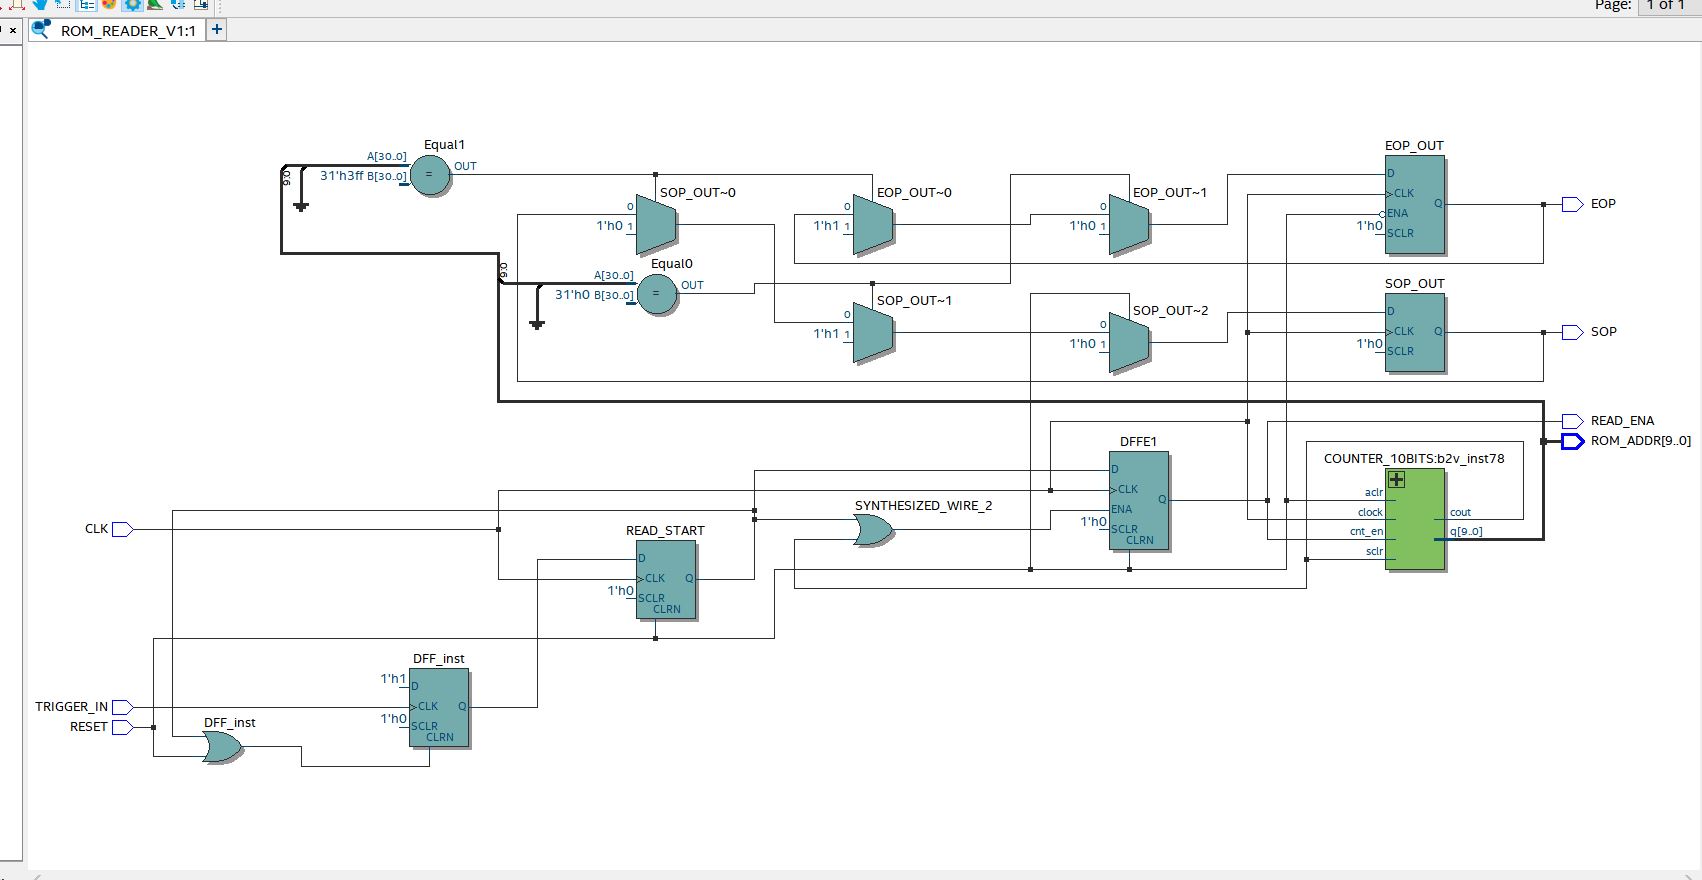 Page: 1 of 1
ROM_READER_V1:1
Equal1
A[30..0]
OUT
9:0
31'h3ff B[30..0]
=
SOP_OUT~0
0
1'h0 1
EOP_OUT~0
0
1'h1 1
EOP_OUT~1
0
1'h0 1
EOP_OUT
D
CLK
Q
ENA
1'h0
SCLR
EOP
Equal0
9:0
A[30..0]
OUT
31'h0 B[30..0]
=
SOP_OUT~1
0
1'h1 1
SOP_OUT~2
0
1'h0 1
SOP_OUT
D
CLK
Q
1'h0
SCLR
SOP
READ_ENA
ROM_ADDR[9..0]
DFFE1
D
CLK
Q
ENA
1'h0
SCLR
CLRN
COUNTER_10BITS:b2v_inst78
aclr
clock
cout
cnt_en
q[9..0]
sclr
SYNTHESIZED_WIRE_2
CLK
READ_START
D
CLK
Q
1'h0
SCLR
CLRN
DFF_inst
1'h1
D
TRIGGER_IN
CLK
Q
RESET
1'h0
SCLR
CLRN
DFF_inst